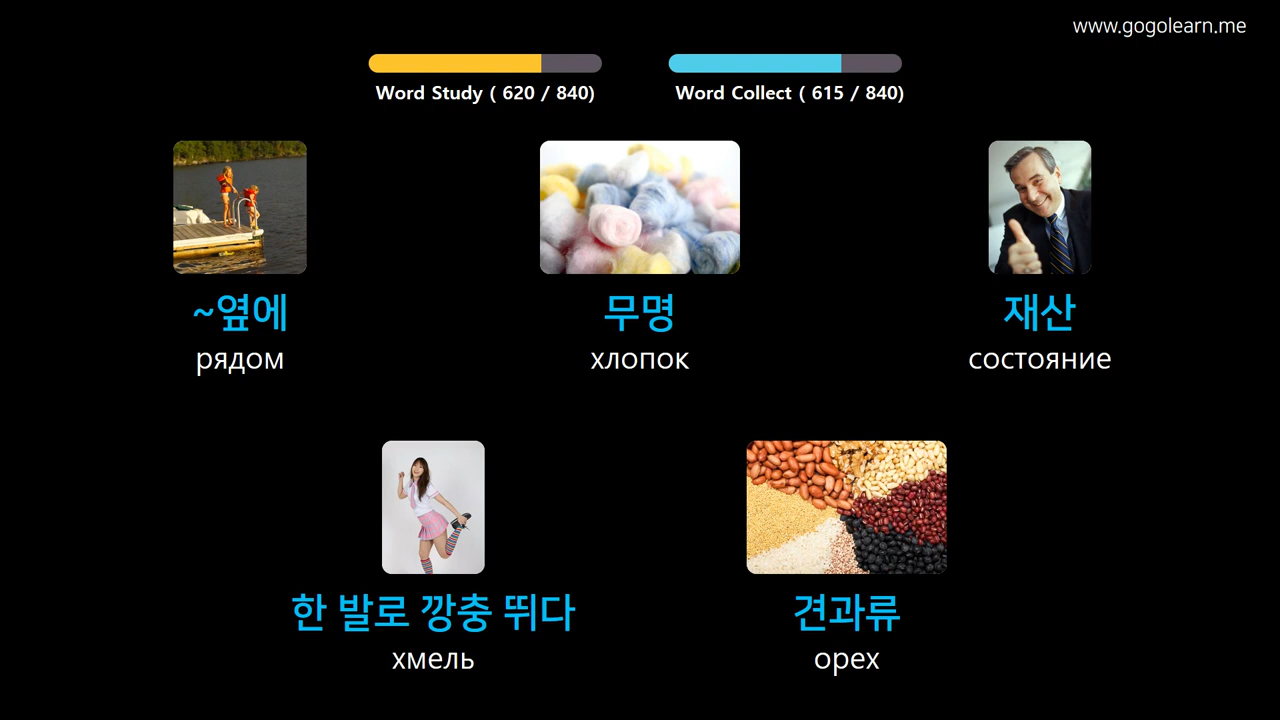 www.gogolearn.me
Word Study ( 620 / 840)
Word Collect ( 615 / 840)
~옆에
рядом
무명
хлопок
재산
состояние
한 발로 깡충 뛰다
хмель
견과류
орех